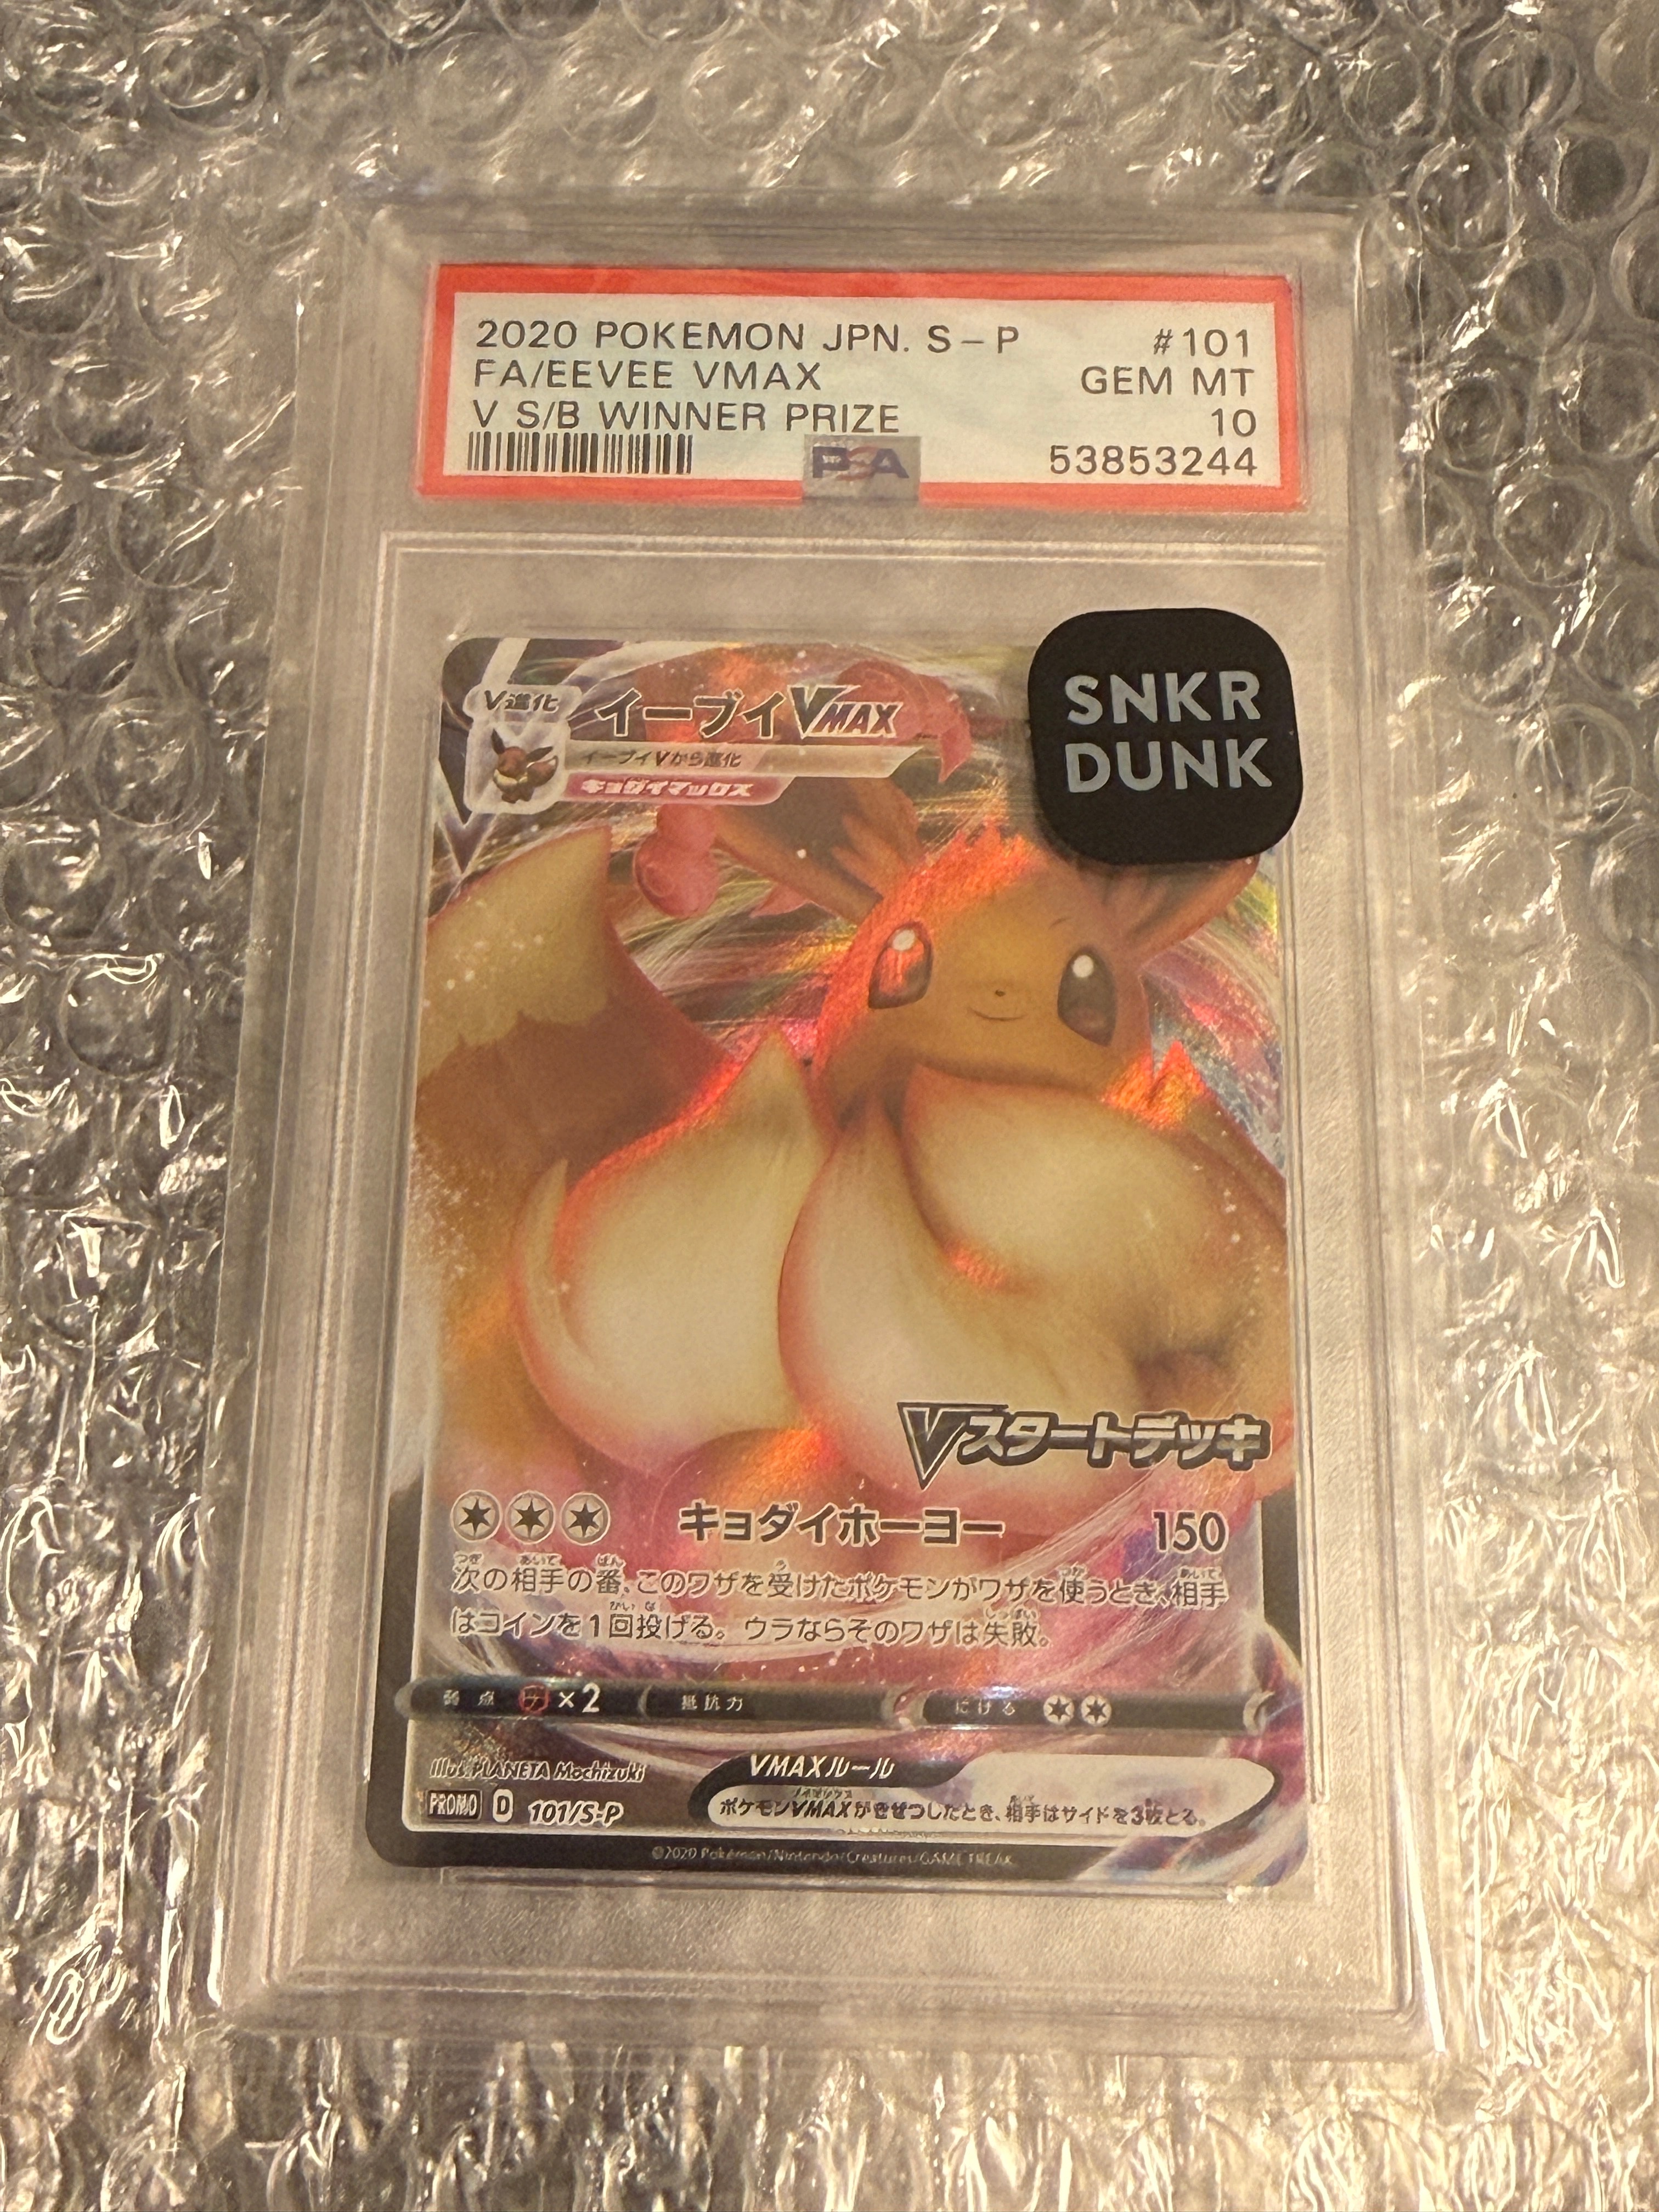 2020 POKEMON JPN. S-P #101
FA/EEVEE VMAX GEM MT
V S/B WINNER PRIZE 10
PSA 53853244
SNKR
DUNK
V進化
イーブイVMAX
イーブイVから進化
キョダイマックス
Vスタートデッキ
キョダイホーヨー 150
次の相手の番、このワザを受けたポケモンがワザを使うとき、相手
はコインを1回投げる。ウラならそのワザは失敗。
弱点 ×2 抵抗力 にげる
Illus. PLANETA Mochizuki
VMAXルール
ポケモンVMAXがきぜつしたとき、相手はサイドを3枚とる。
PROMO D 101/S-P
©2020 Pokémon/Nintendo/Creatures/GAME FREAK